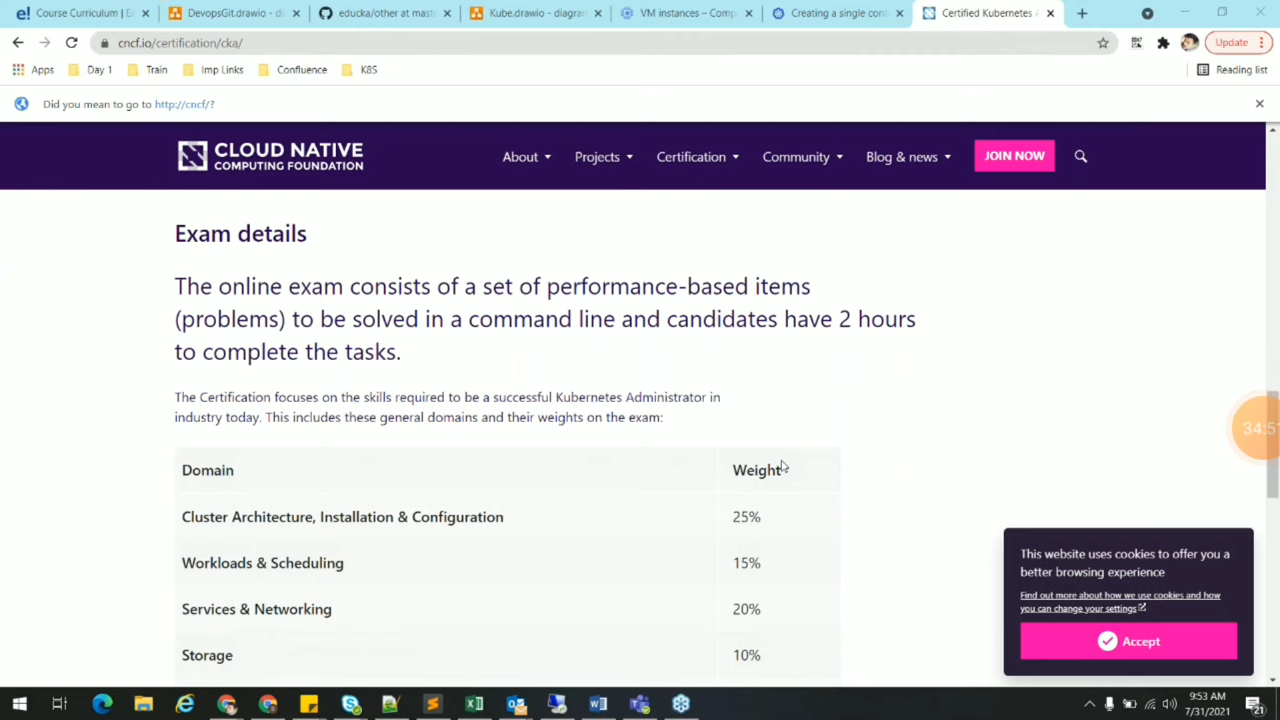 Course Curriculum | E
DevopsGit.drawio - di
educka/other at mast
Kube.drawio - diagram
VM instances – Comp
Creating a single cont
Certified Kubernetes A
cncf.io/certification/cka/
Update
Apps
Day 1
Train
Imp Links
Confluence
K8S
Reading list
Did you mean to go to http://cncf/?
CLOUD NATIVE
COMPUTING FOUNDATION
About
Projects
Certification
Community
Blog & news
JOIN NOW
Exam details
The online exam consists of a set of performance-based items
(problems) to be solved in a command line and candidates have 2 hours
to complete the tasks.
The Certification focuses on the skills required to be a successful Kubernetes Administrator in
industry today. This includes these general domains and their weights on the exam:
Domain Weight
Cluster Architecture, Installation & Configuration 25%
Workloads & Scheduling 15%
Services & Networking 20%
Storage 10%
34:51
This website uses cookies to offer you a
better browsing experience
Find out more about how we use cookies and how
you can change your settings
Accept
9:53 AM
7/31/2021
21